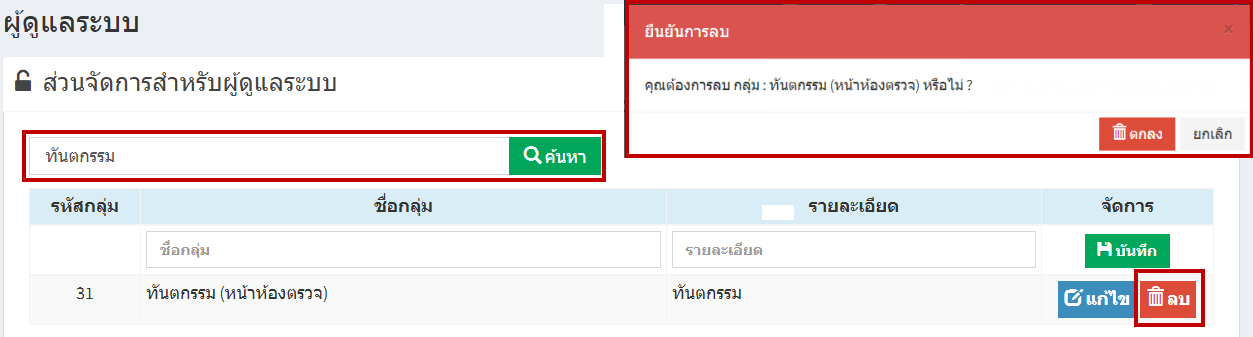 ผู้ดูแลระบบ
ส่วนจัดการสำหรับผู้ดูแลระบบ
ยืนยันการลบ ×
คุณต้องการลบ กลุ่ม : ทันตกรรม (หน้าห้องตรวจ) หรือไม่ ?
ตกลง ยกเลิก
ทันตกรรม ค้นหา
รหัสกลุ่ม ชื่อกลุ่ม รายละเอียด จัดการ
ชื่อกลุ่ม รายละเอียด บันทึก
31 ทันตกรรม (หน้าห้องตรวจ) ทันตกรรม แก้ไข ลบ